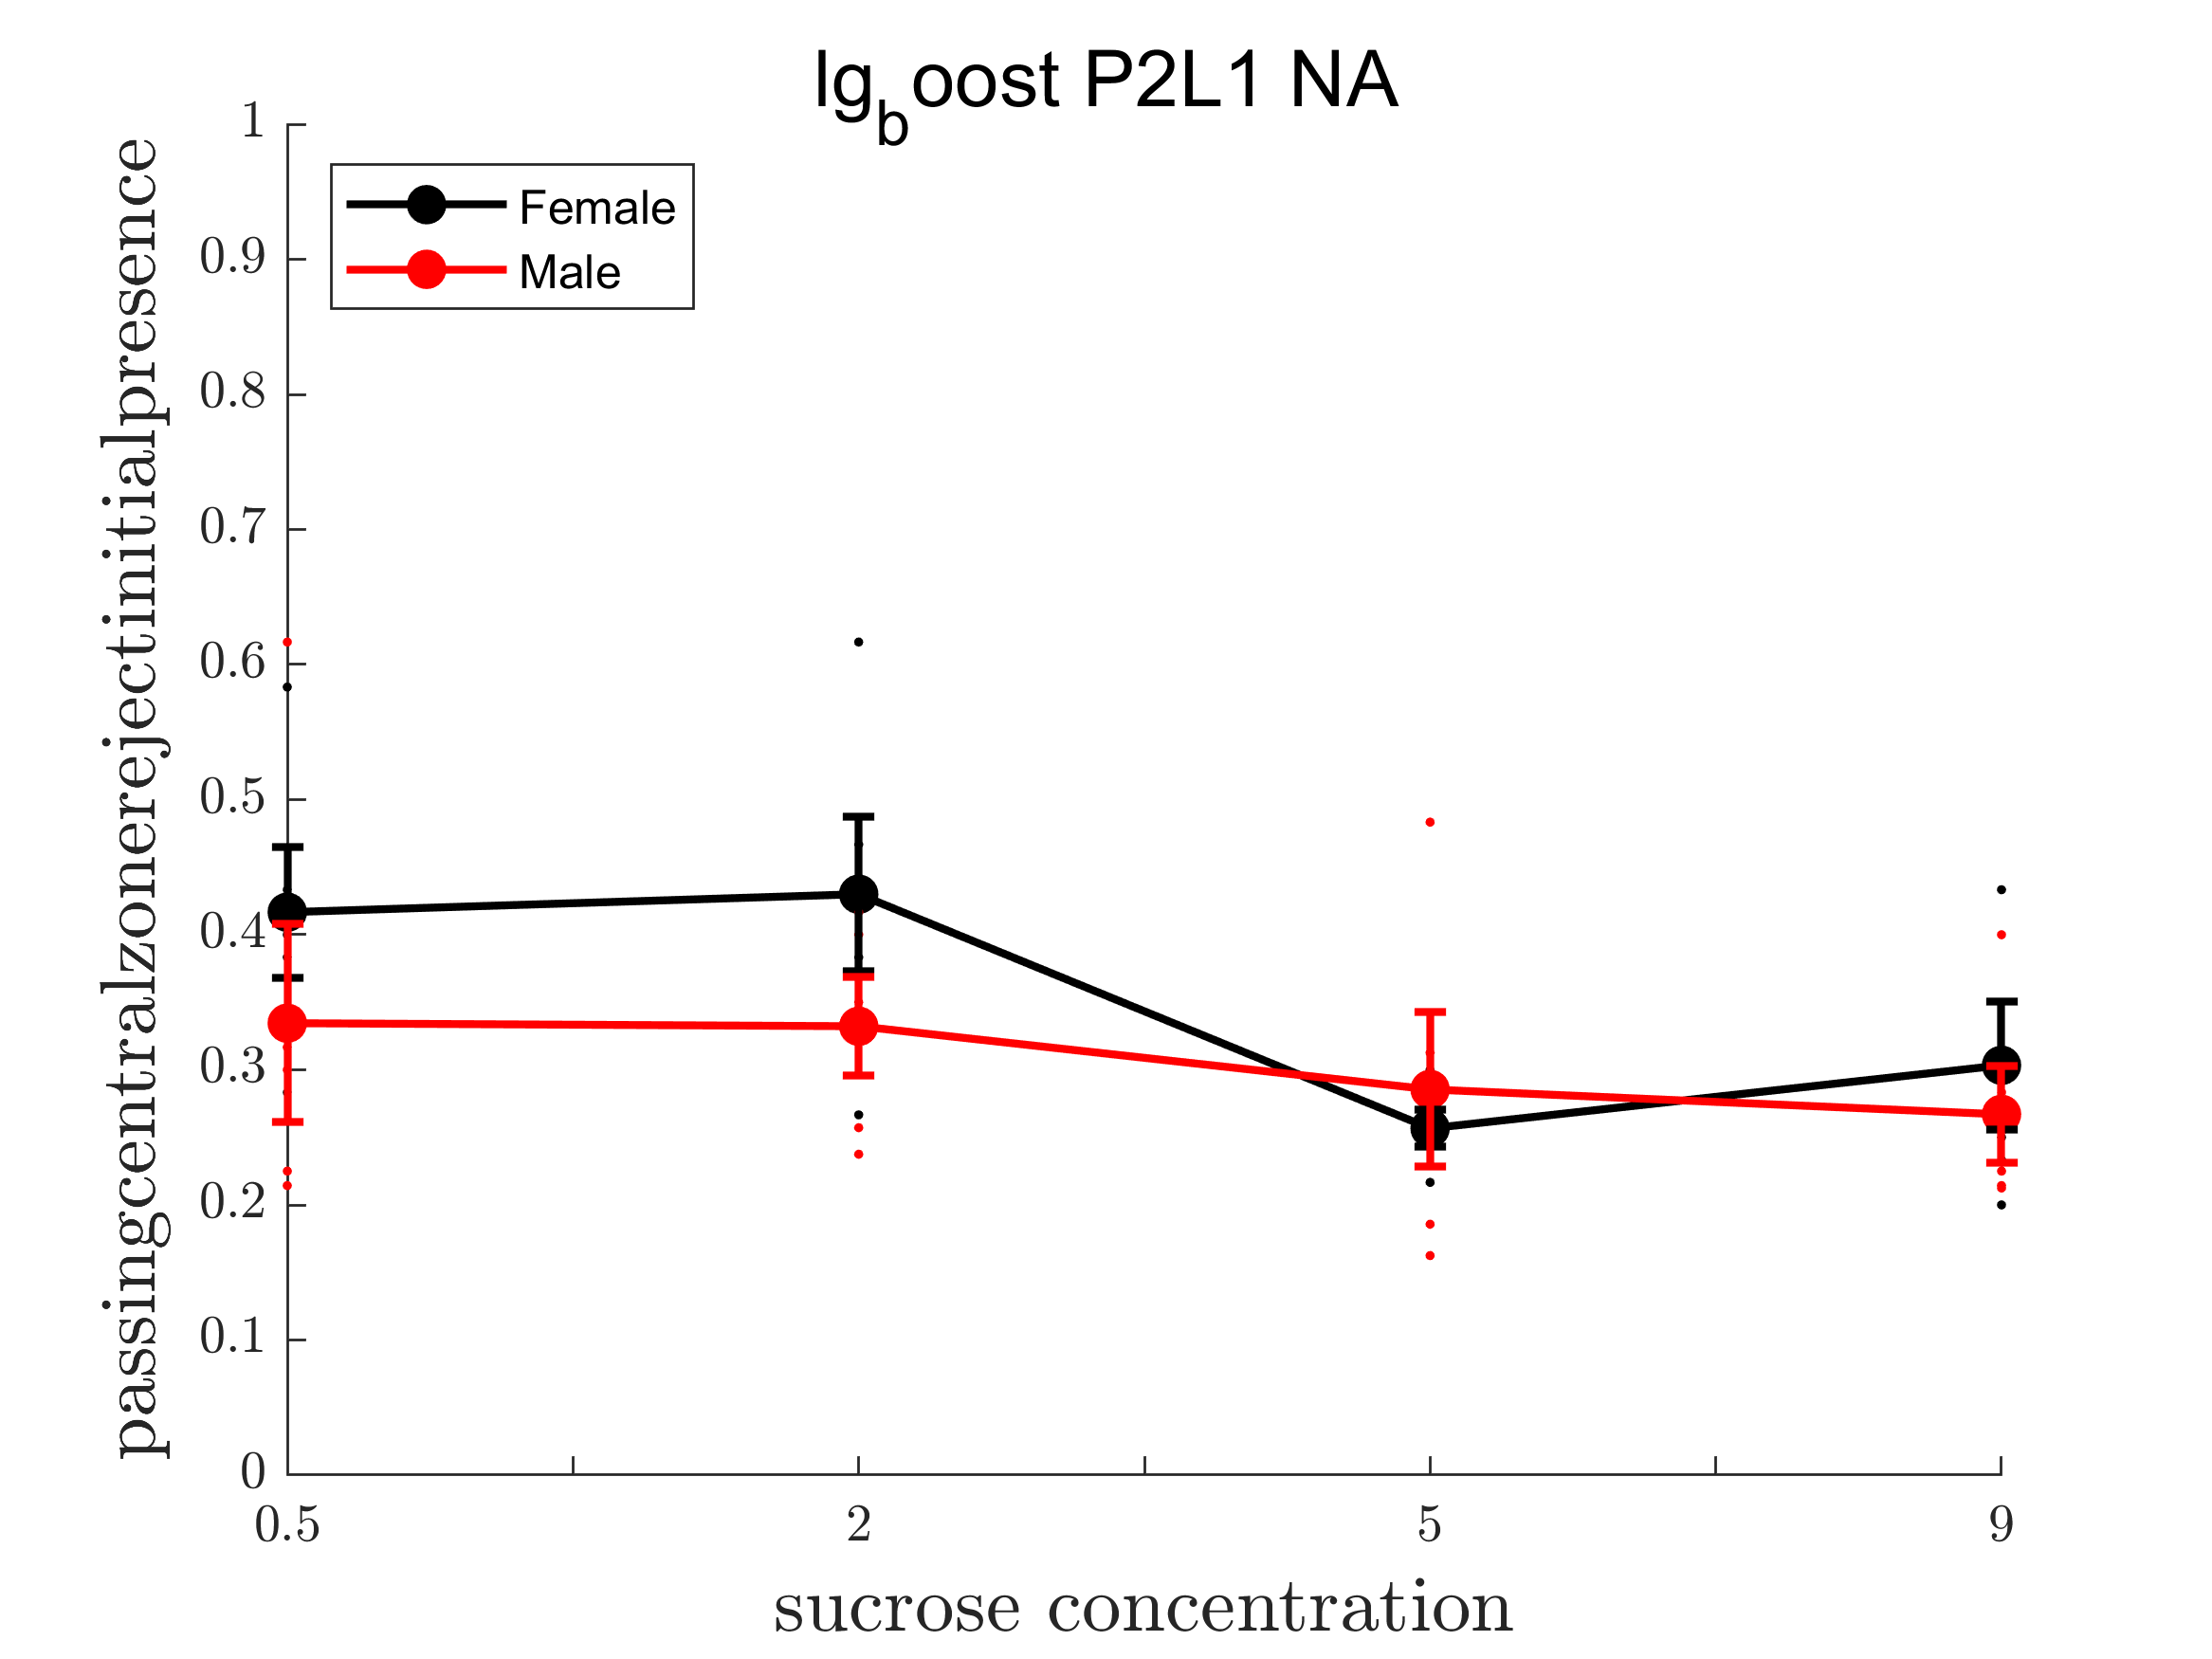 lg_boost P2L1 NA
passingcentralzonerejectinitialpresence
1
0.9
0.8
0.7
0.6
0.5
0.4
0.3
0.2
0.1
0
Female
Male
0.5 2 5 9
sucrose concentration